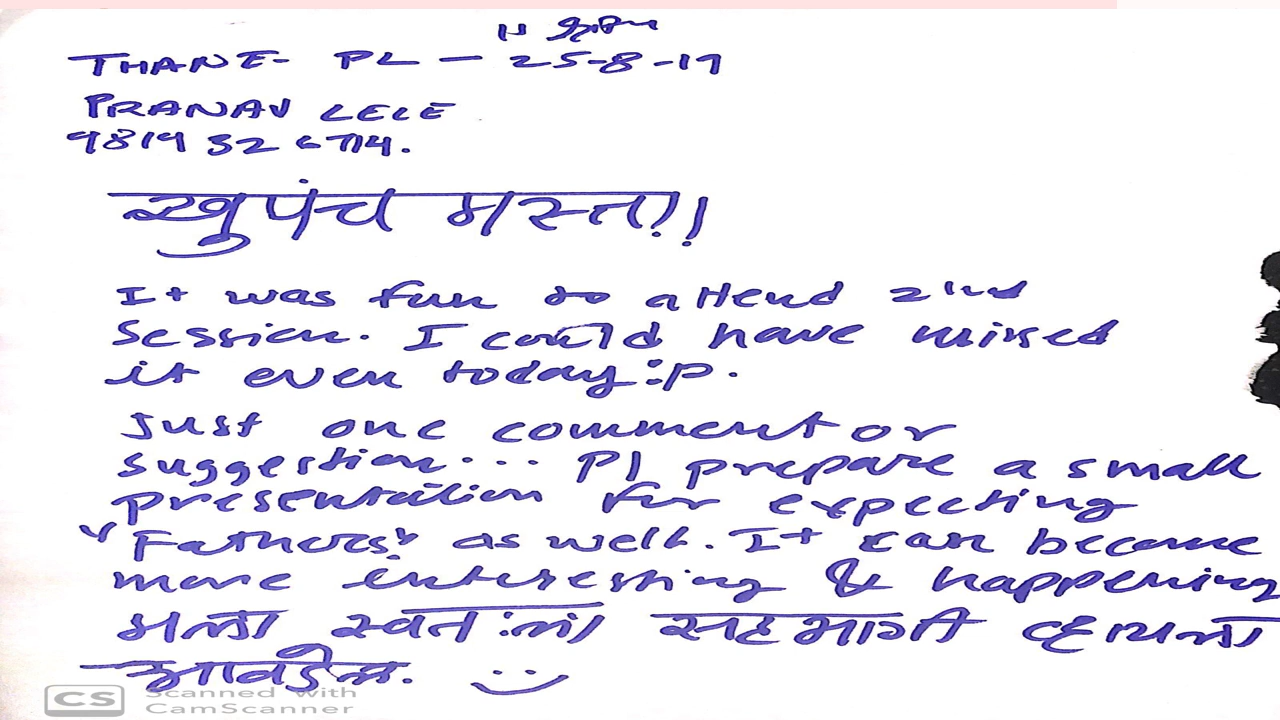 THANE- PL - 25-8-19
PRANAV LELE
खुपंच मस्त!!
It was fun to attend 2nd
session. I could have missed
it even today :P.
Just one comment or
suggestion... Pl prepare a small
presentation for expecting
"Fathers" as well. It can become
more interesting & happening
मला स्वतःला सहभागी व्हायला
आवडेल.
CS Scanned with
CamScanner